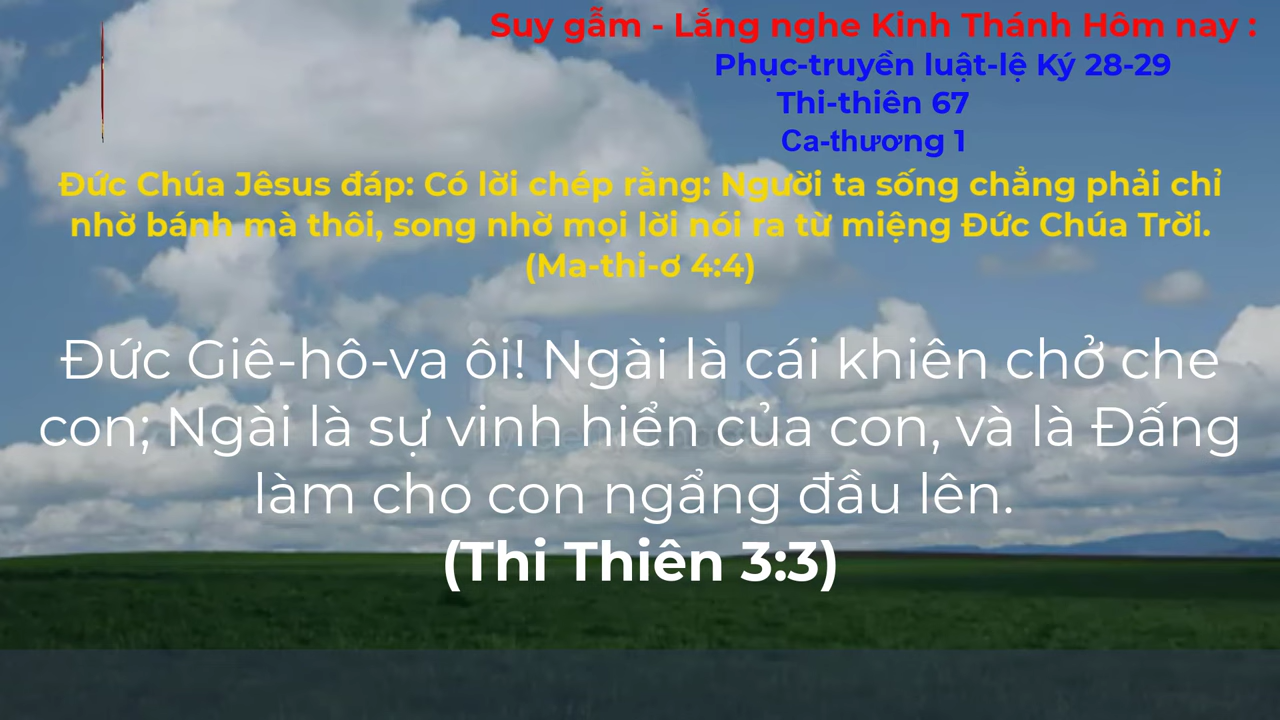 Suy gẫm - Lắng nghe Kinh Thánh Hôm nay :
Phục-truyền luật-lệ Ký 28-29
Thi-thiên 67
Ca-thương 1
Đức Chúa Jêsus đáp: Có lời chép rằng: Người ta sống chẳng phải chỉ
nhờ bánh mà thôi, song nhờ mọi lời nói ra từ miệng Đức Chúa Trời.
(Ma-thi-ơ 4:4)
Đức Giê-hô-va ôi! Ngài là cái khiên chở che
con; Ngài là sự vinh hiển của con, và là Đấng
làm cho con ngẩng đầu lên.
(Thi Thiên 3:3)